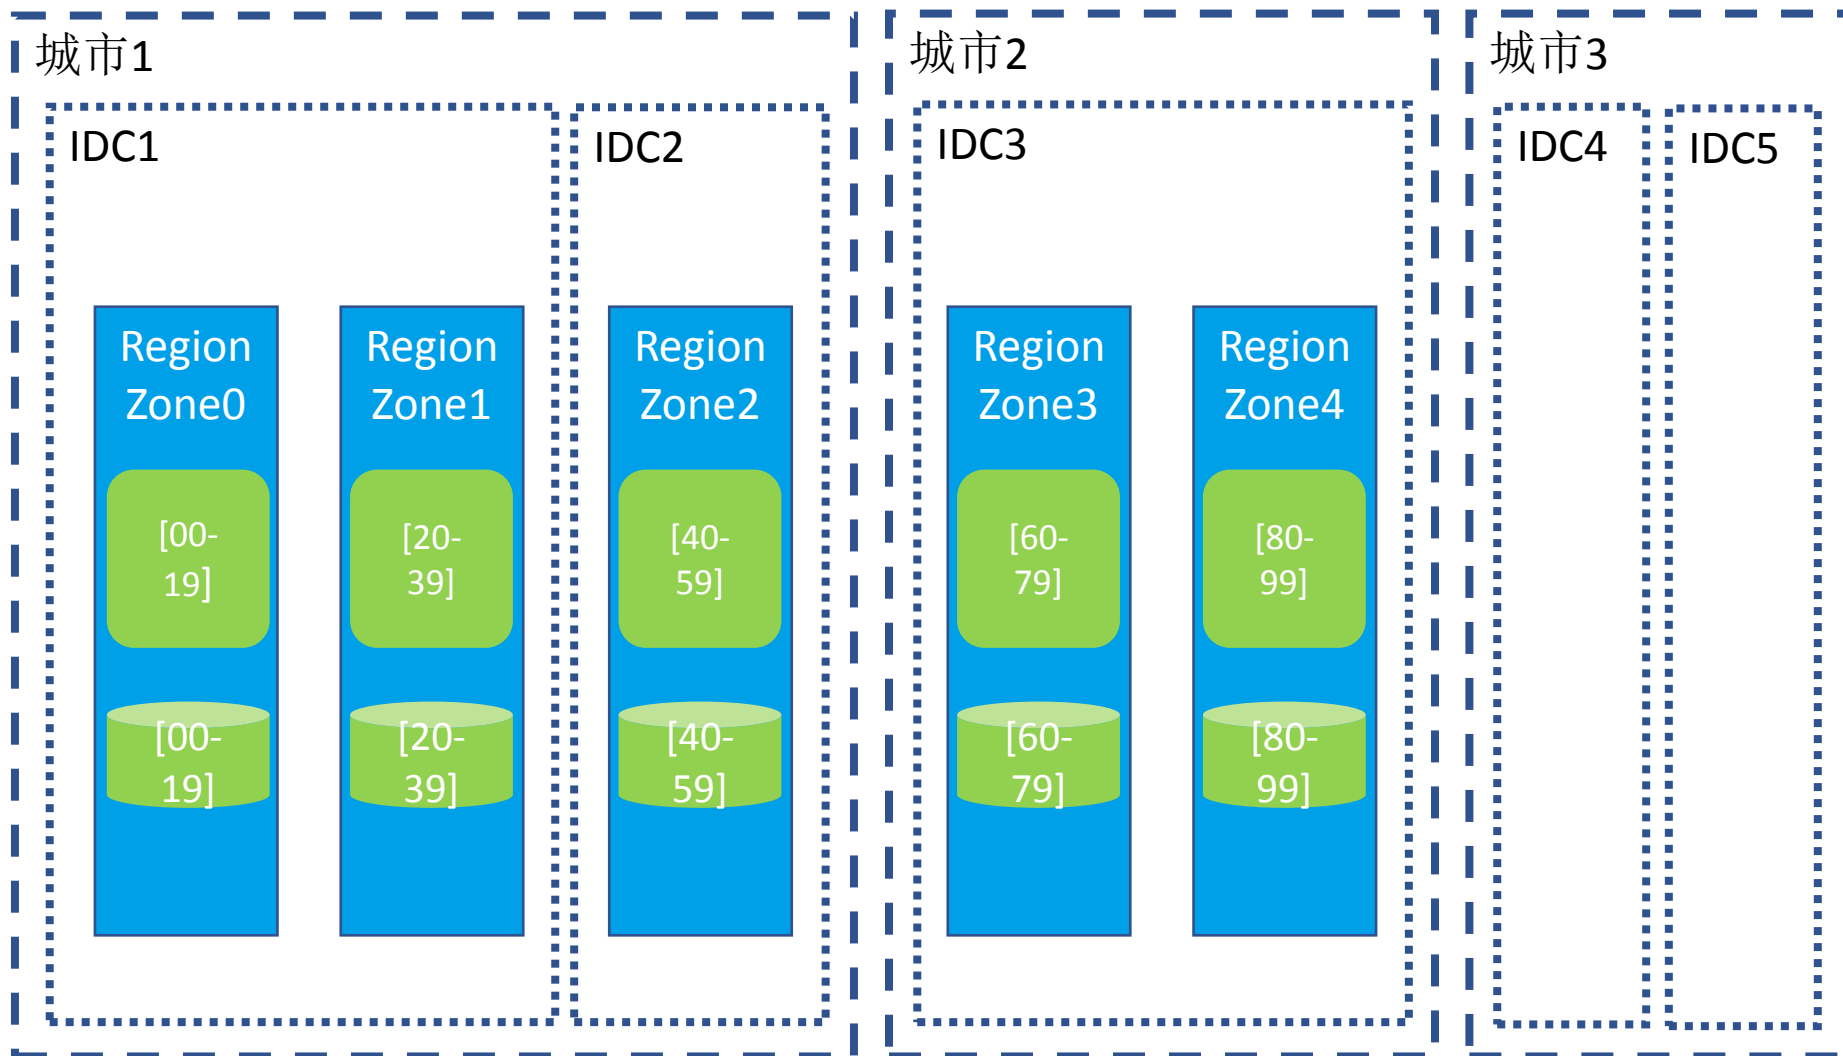 城市1
城市2
城市3
IDC1
IDC2
IDC3
IDC4
IDC5
Region
Zone0
[00-
19]
[00-
19]
Region
Zone1
[20-
39]
[20-
39]
Region
Zone2
[40-
59]
[40-
59]
Region
Zone3
[60-
79]
[60-
79]
Region
Zone4
[80-
99]
[80-
99]